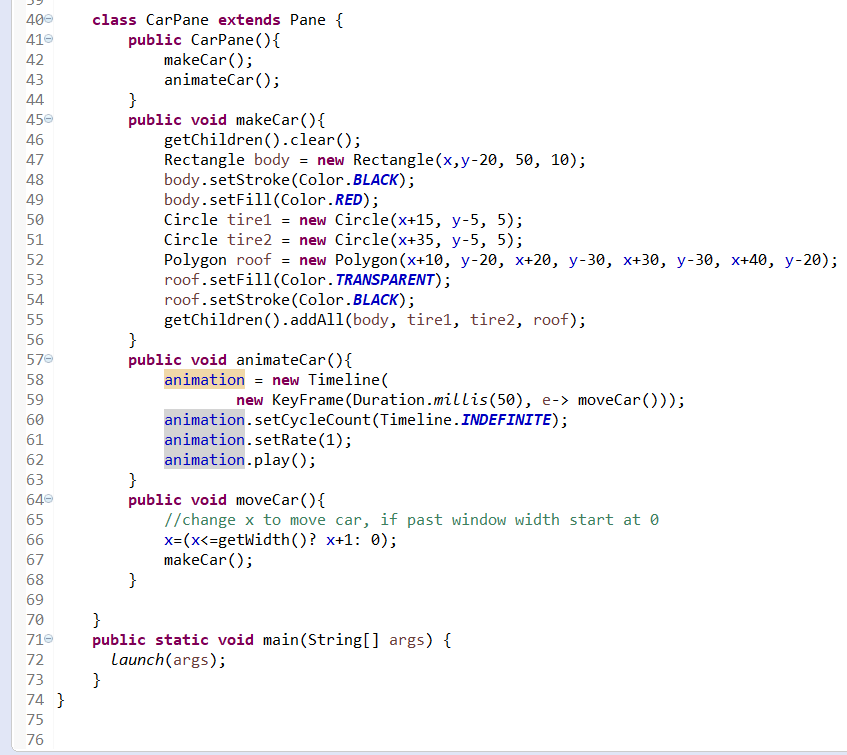 39
40 class CarPane extends Pane {
41 public CarPane(){
42 makeCar();
43 animateCar();
44 }
45 public void makeCar(){
46 getChildren().clear();
47 Rectangle body = new Rectangle(x,y-20, 50, 10);
48 body.setStroke(Color.BLACK);
49 body.setFill(Color.RED);
50 Circle tire1 = new Circle(x+15, y-5, 5);
51 Circle tire2 = new Circle(x+35, y-5, 5);
52 Polygon roof = new Polygon(x+10, y-20, x+20, y-30, x+30, y-30, x+40, y-20);
53 roof.setFill(Color.TRANSPARENT);
54 roof.setStroke(Color.BLACK);
55 getChildren().addAll(body, tire1, tire2, roof);
56 }
57 public void animateCar(){
58 animation = new Timeline(
59 new KeyFrame(Duration.millis(50), e-> moveCar()));
60 animation.setCycleCount(Timeline.INDEFINITE);
61 animation.setRate(1);
62 animation.play();
63 }
64 public void moveCar(){
65 //change x to move car, if past window width start at 0
66 x=(x<=getWidth()? x+1: 0);
67 makeCar();
68 }
69
70 }
71 public static void main(String[] args) {
72 launch(args);
73 }
74 }
75
76